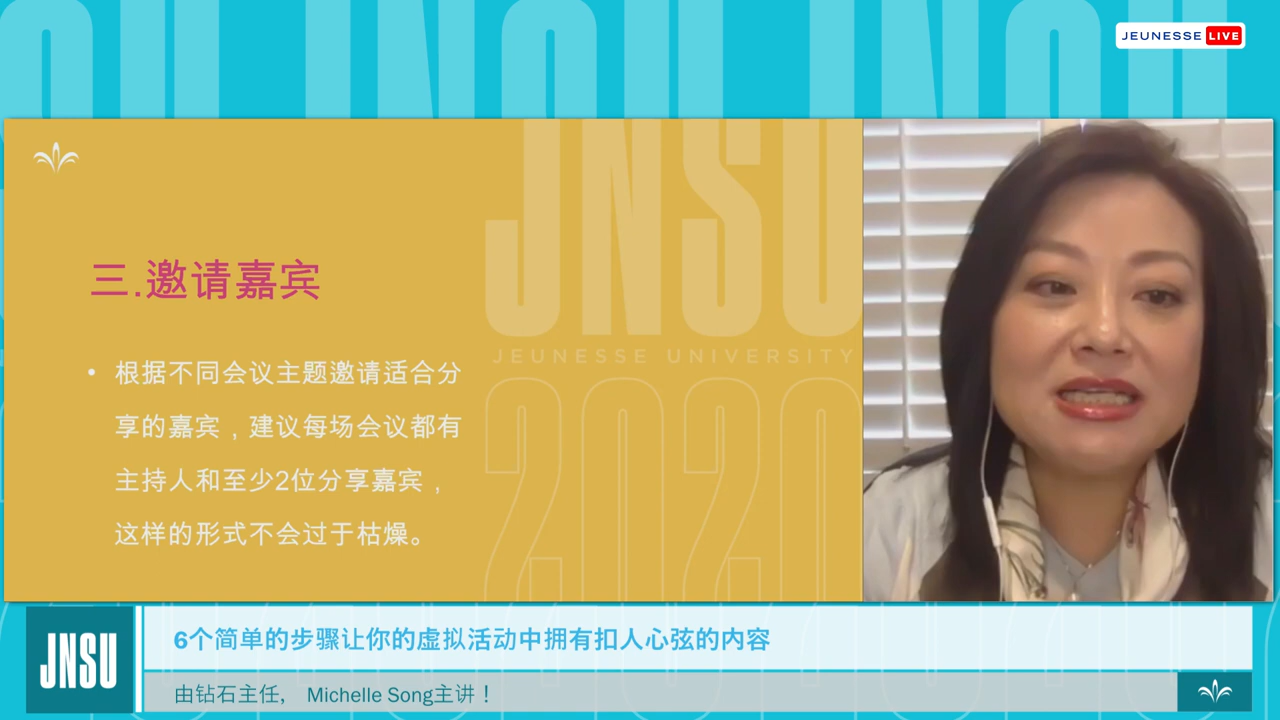 JEUNESSE LIVE
JNSU
三.邀请嘉宾
JEUNESSE UNIVERSITY
2020
• 根据不同会议主题邀请适合分
享的嘉宾，建议每场会议都有
主持人和至少2位分享嘉宾，
这样的形式不会过于枯燥。
JNSU
6个简单的步骤让你的虚拟活动中拥有扣人心弦的内容
由钻石主任， Michelle Song主讲！